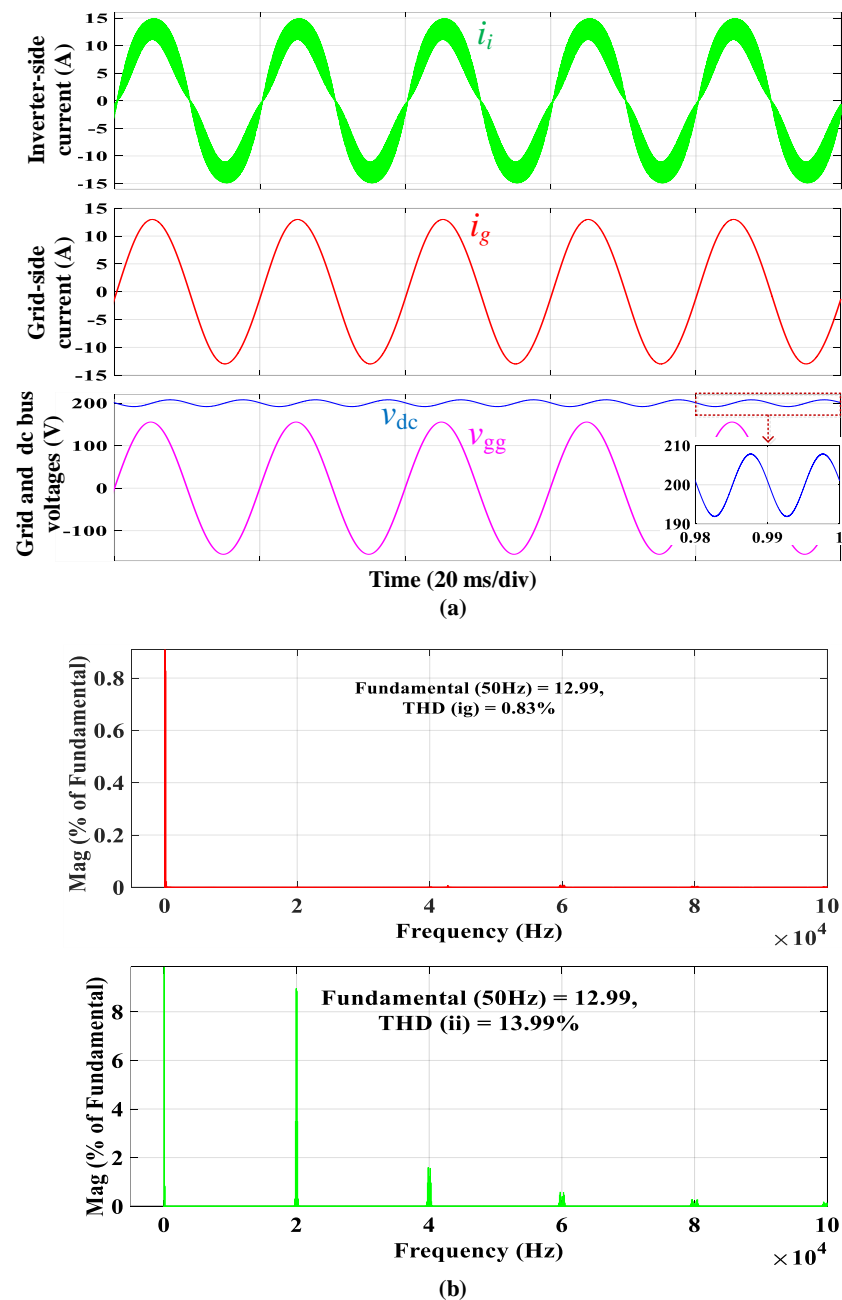 15
10
5
0
-5
-10
-15
Inverter-side
current (A)
i_i
15
10
5
0
-5
-10
-15
Grid-side
current (A)
i_g
200
100
0
-100
Grid and dc bus
voltages (V)
v_dc
v_gg
210
200
190
0.98 0.99 1
Time (20 ms/div)
(a)
0.8
0.6
0.4
0.2
0
Mag (% of Fundamental)
Fundamental (50Hz) = 12.99,
THD (ig) = 0.83%
0 2 4 6 8 10
Frequency (Hz)
×10^4
8
6
4
2
0
Mag (% of Fundamental)
Fundamental (50Hz) = 12.99,
THD (ii) = 13.99%
0 2 4 6 8 10
Frequency (Hz)
×10^4
(b)